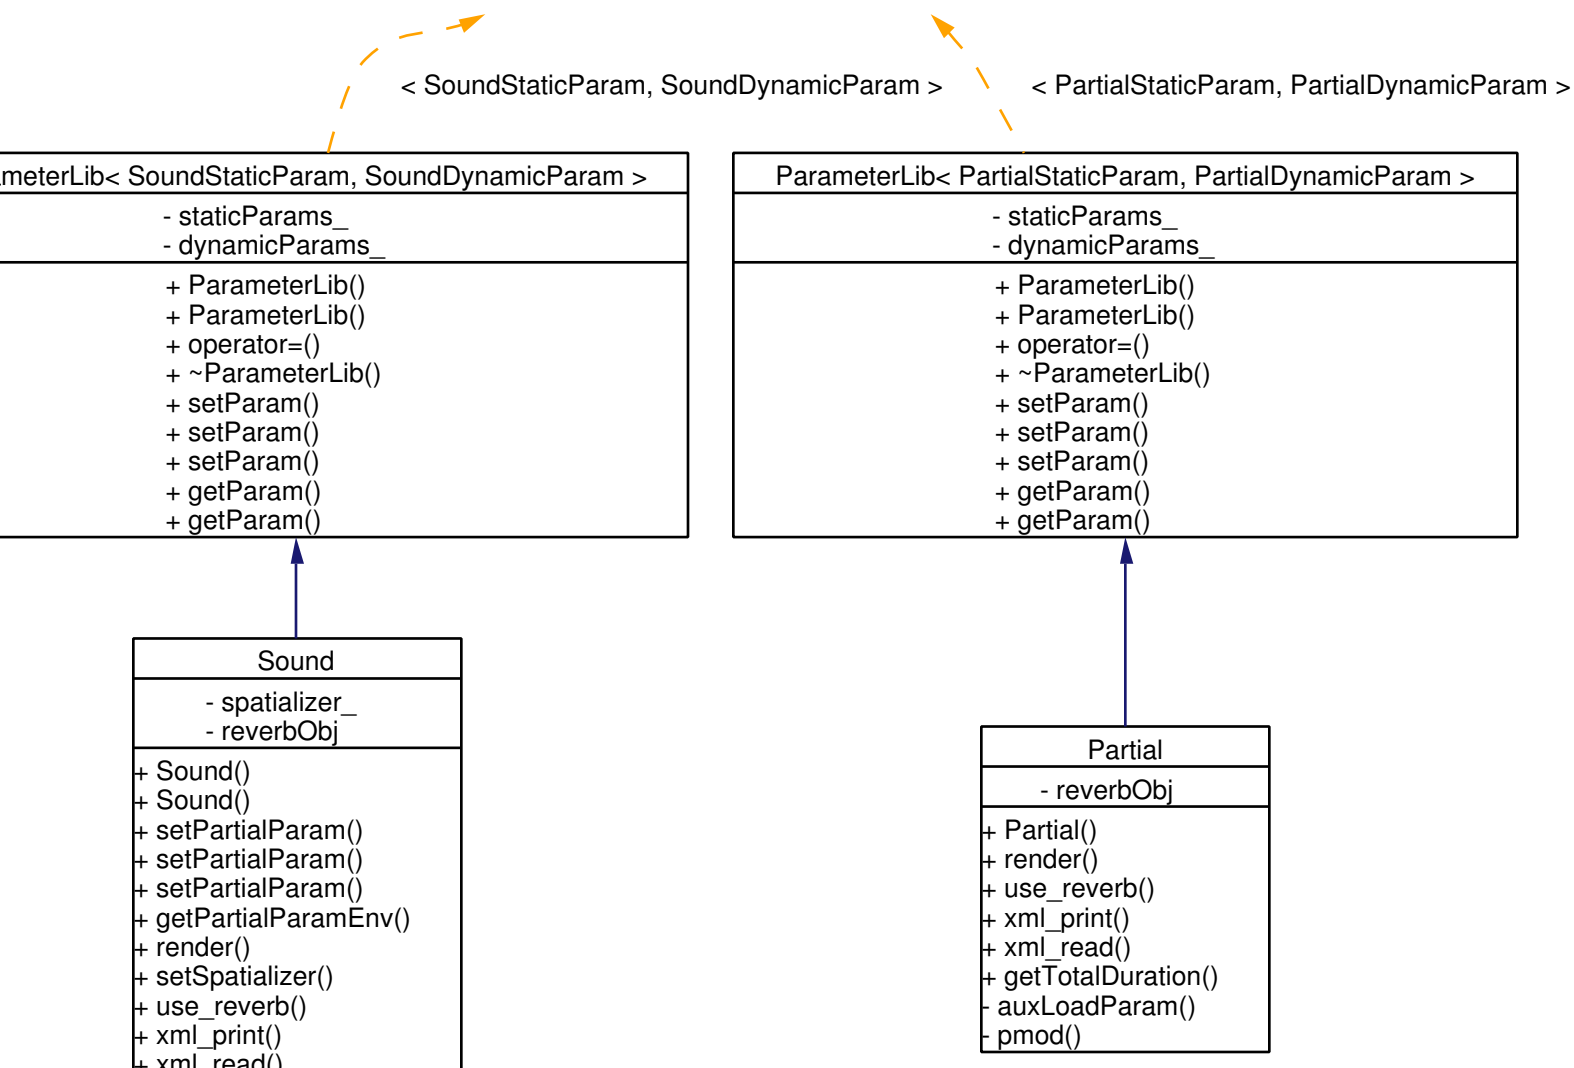 < SoundStaticParam, SoundDynamicParam >
< PartialStaticParam, PartialDynamicParam >
ameterLib< SoundStaticParam, SoundDynamicParam >
- staticParams_
- dynamicParams_
+ ParameterLib()
+ ParameterLib()
+ operator=()
+ ~ParameterLib()
+ setParam()
+ setParam()
+ setParam()
+ getParam()
+ getParam()
ParameterLib< PartialStaticParam, PartialDynamicParam >
- staticParams_
- dynamicParams_
+ ParameterLib()
+ ParameterLib()
+ operator=()
+ ~ParameterLib()
+ setParam()
+ setParam()
+ setParam()
+ getParam()
+ getParam()
Sound
- spatializer_
- reverbObj
+ Sound()
+ Sound()
+ setPartialParam()
+ setPartialParam()
+ setPartialParam()
+ getPartialParamEnv()
+ render()
+ setSpatializer()
+ use_reverb()
+ xml_print()
+ xml_read()
Partial
- reverbObj
+ Partial()
+ render()
+ use_reverb()
+ xml_print()
+ xml_read()
+ getTotalDuration()
- auxLoadParam()
- pmod()